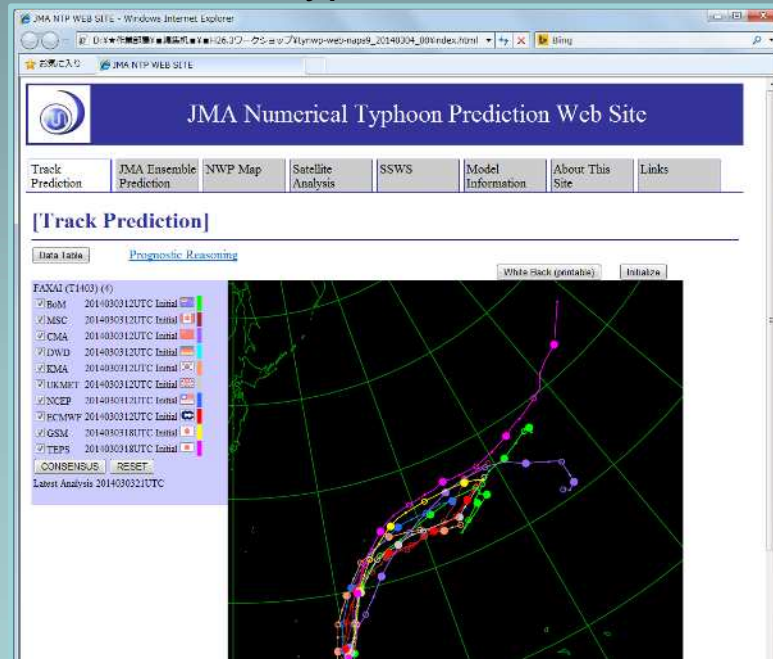 JMA NTP WEB SITE - Windows Internet Explorer
Bing
お気に入り JMA NTP WEB SITE
JMA Numerical Typhoon Prediction Web Site
Track Prediction
JMA Ensemble Prediction
NWP Map
Satellite Analysis
SSWS
Model Information
About This Site
Links
[Track Prediction]
Data Table Prognostic Reasoning
White Back (printable) Initialize
FAXAI (T1403) (4)
BoM 2014030312UTC Initial
MSC 2014030312UTC Initial
CMA 2014030312UTC Initial
DWD 2014030312UTC Initial
KMA 2014030312UTC Initial
UKMET 2014030312UTC Initial
NCEP 2014030312UTC Initial
ECMWF 2014030312UTC Initial
GSM 2014030318UTC Initial
TEPS 2014030318UTC Initial
CONSENSUS RESET
Latest Analysis 2014030321UTC